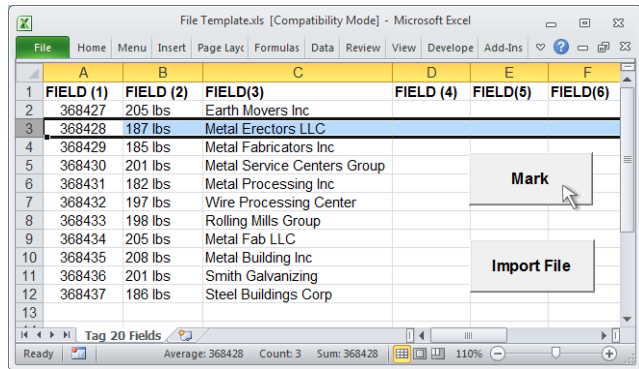 File Template.xls [Compatibility Mode] - Microsoft Excel
File Home Menu Insert Page Layc Formulas Data Review View Develope Add-Ins
A B C D E F
1 FIELD (1) FIELD (2) FIELD(3) FIELD (4) FIELD(5) FIELD(6)
2 368427 205 lbs Earth Movers Inc
3 368428 187 lbs Metal Erectors LLC
4 368429 185 lbs Metal Fabricators Inc
5 368430 201 lbs Metal Service Centers Group
6 368431 182 lbs Metal Processing Inc
Mark
7 368432 197 lbs Wire Processing Center
8 368433 198 lbs Rolling Mills Group
9 368434 205 lbs Metal Fab LLC
10 368435 208 lbs Metal Building Inc
Import File
11 368436 201 lbs Smith Galvanizing
12 368437 186 lbs Steel Buildings Corp
13
Tag 20 Fields
Ready Average: 368428 Count: 3 Sum: 368428 110%